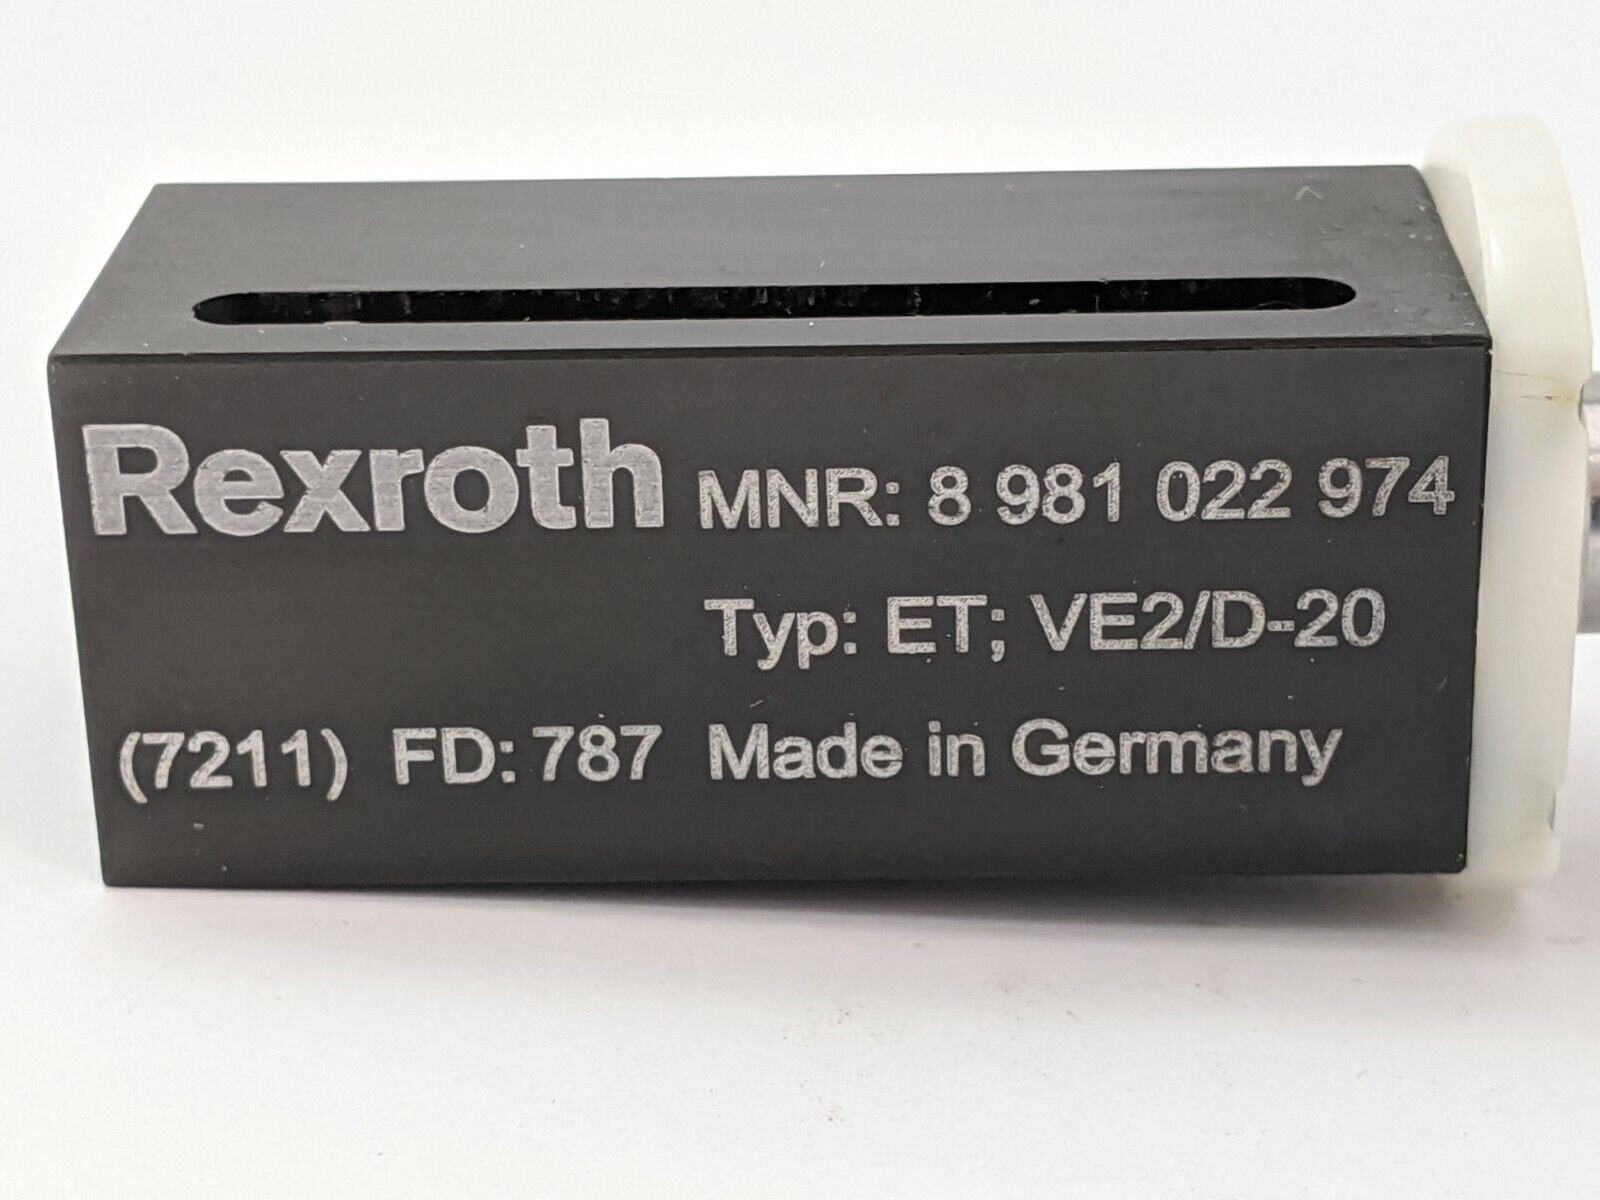 Rexroth MNR: 8 981 022 974
Typ: ET; VE2/D-20
(7211) FD: 787 Made in Germany